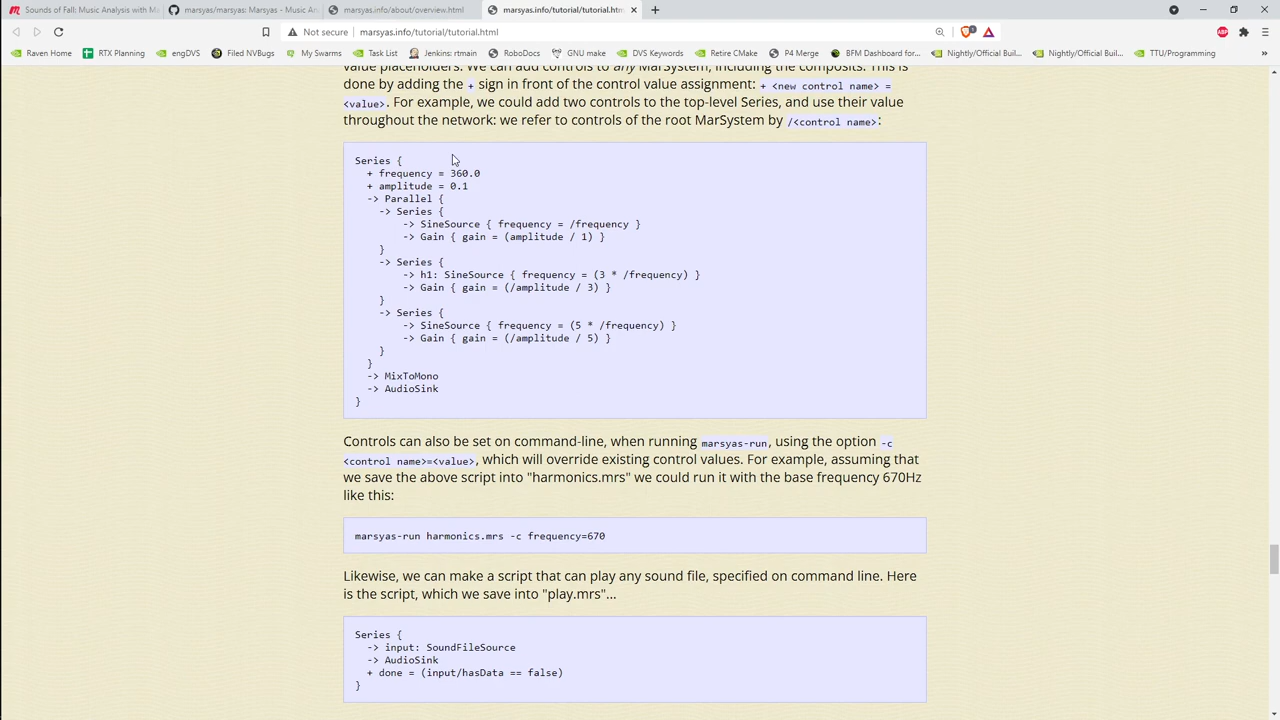 Sounds of Fall: Music Analysis with Ma
marsyas/marsyas: Marsyas - Music An
marsyas.info/about/overview.html
marsyas.info/tutorial/tutorial.htm
Not secure
marsyas.info/tutorial/tutorial.html
Raven Home
RTX Planning
engDVS
Filed NVBugs
My Swarms
Task List
Jenkins: rtmain
RoboDocs
GNU make
DVS Keywords
Retire CMake
P4 Merge
BFM Dashboard for...
Nightly/Official Buil...
Nightly/Official Buil...
TTU/Programming
value placeholders. We can add controls to any MarSystem, including the composites. This is
done by adding the + sign in front of the control value assignment: + <new control name> =
<value>. For example, we could add two controls to the top-level Series, and use their value
throughout the network: we refer to controls of the root MarSystem by /<control name>:
Series {
+ frequency = 360.0
+ amplitude = 0.1
-> Parallel {
-> Series {
-> SineSource { frequency = /frequency }
-> Gain { gain = (amplitude / 1) }
}
-> Series {
-> h1: SineSource { frequency = (3 * /frequency) }
-> Gain { gain = (/amplitude / 3) }
}
-> Series {
-> SineSource { frequency = (5 * /frequency) }
-> Gain { gain = (/amplitude / 5) }
}
}
-> MixToMono
-> AudioSink
}
Controls can also be set on command-line, when running marsyas-run, using the option -c
<control name>=<value>, which will override existing control values. For example, assuming that
we save the above script into "harmonics.mrs" we could run it with the base frequency 670Hz
like this:
marsyas-run harmonics.mrs -c frequency=670
Likewise, we can make a script that can play any sound file, specified on command line. Here
is the script, which we save into "play.mrs"...
Series {
-> input: SoundFileSource
-> AudioSink
+ done = (input/hasData == false)
}